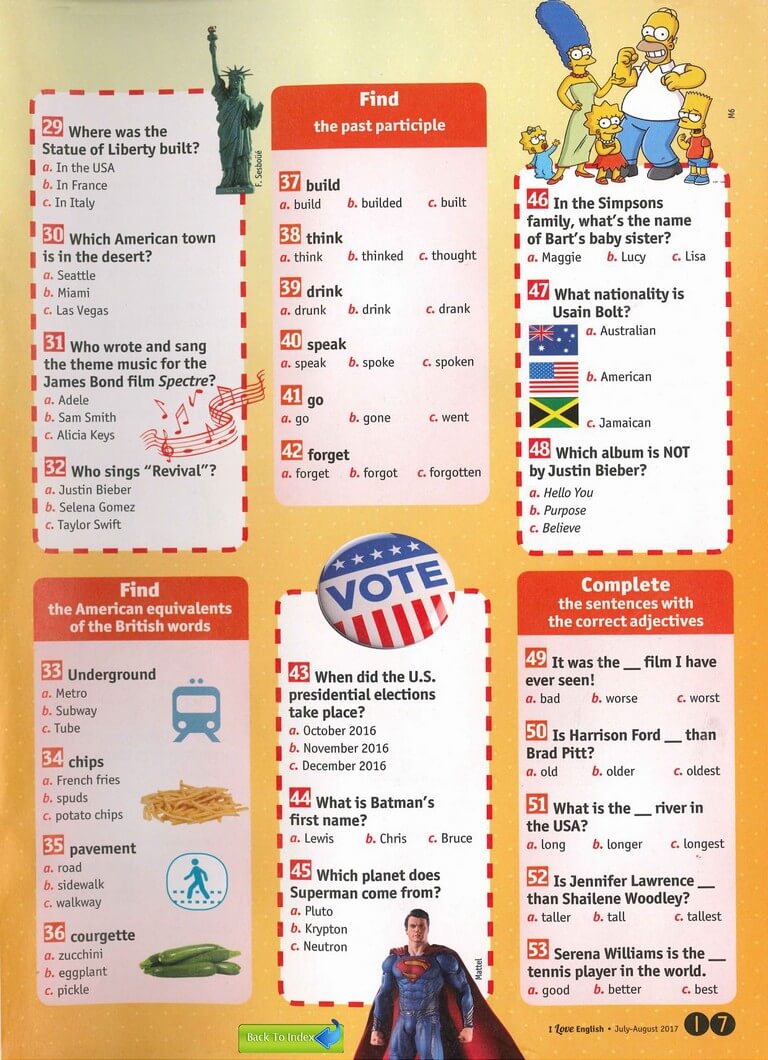 29 Where was the
Statue of Liberty built?
a. In the USA
b. In France
c. In Italy
30 Which American town
is in the desert?
a. Seattle
b. Miami
c. Las Vegas
31 Who wrote and sang
the theme music for the
James Bond film Spectre?
a. Adele
b. Sam Smith
c. Alicia Keys
32 Who sings “Revival”?
a. Justin Bieber
b. Selena Gomez
c. Taylor Swift
F. Sesboüé
Find
the past participle
37 build
a. build b. builded c. built
38 think
a. think b. thinked c. thought
39 drink
a. drunk b. drink c. drank
40 speak
a. speak b. spoke c. spoken
41 go
a. go b. gone c. went
42 forget
a. forget b. forgot c. forgotten
M6
46 In the Simpsons
family, what's the name
of Bart's baby sister?
a. Maggie b. Lucy c. Lisa
47 What nationality is
Usain Bolt?
a. Australian
b. American
c. Jamaican
48 Which album is NOT
by Justin Bieber?
a. Hello You
b. Purpose
c. Believe
Find
the American equivalents
of the British words
33 Underground
a. Metro
b. Subway
c. Tube
34 chips
a. French fries
b. spuds
c. potato chips
35 pavement
a. road
b. sidewalk
c. walkway
36 courgette
a. zucchini
b. eggplant
c. pickle
VOTE
43 When did the U.S.
presidential elections
take place?
a. October 2016
b. November 2016
c. December 2016
44 What is Batman's
first name?
a. Lewis b. Chris c. Bruce
45 Which planet does
Superman come from?
a. Pluto
b. Krypton
c. Neutron
Mattel
Complete
the sentences with
the correct adjectives
49 It was the __ film I have
ever seen!
a. bad b. worse c. worst
50 Is Harrison Ford __ than
Brad Pitt?
a. old b. older c. oldest
51 What is the __ river in
the USA?
a. long b. longer c. longest
52 Is Jennifer Lawrence __
than Shailene Woodley?
a. taller b. tall c. tallest
53 Serena Williams is the __
tennis player in the world.
a. good b. better c. best
Back To Index
I Love English • July-August 2017 17